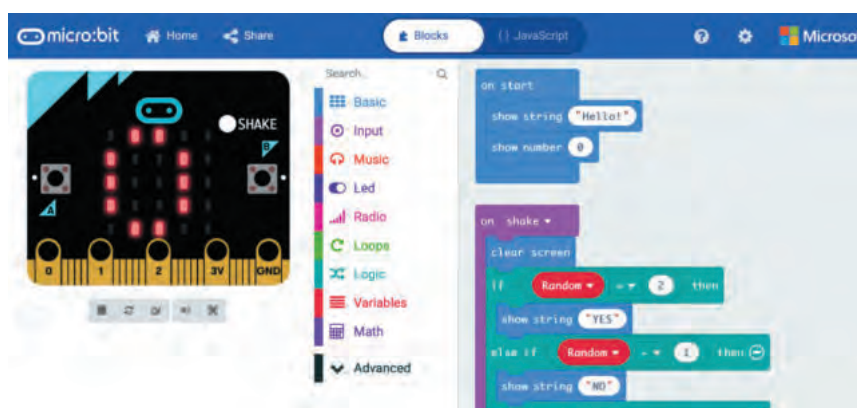 micro:bit Home Share Blocks {} JavaScript ? Microso
SHAKE
B
A
0 1 2 3V GND
Search...
Basic
Input
Music
Led
Radio
Loops
Logic
Variables
Math
Advanced
on start
show string "Hello!"
show number 0
on shake
clear screen
if Random = 2 then
show string "YES"
else if Random = 1 then
show string "NO"